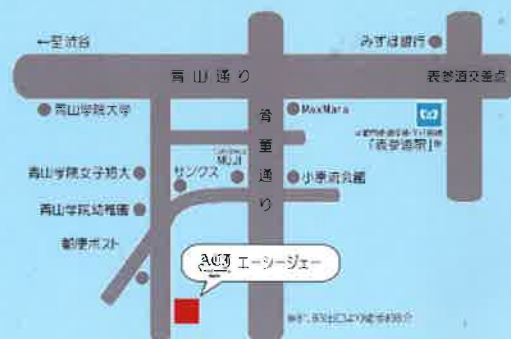 ←至渋谷
みずほ銀行
青山通り
表参道交差点
青山学院大学
骨董通り
MaxMara
「表参道駅」
MUJI
青山学院女子短大
サンクス
小原流会館
青山学院幼稚園
郵便ポスト
ACJ エーシージェー